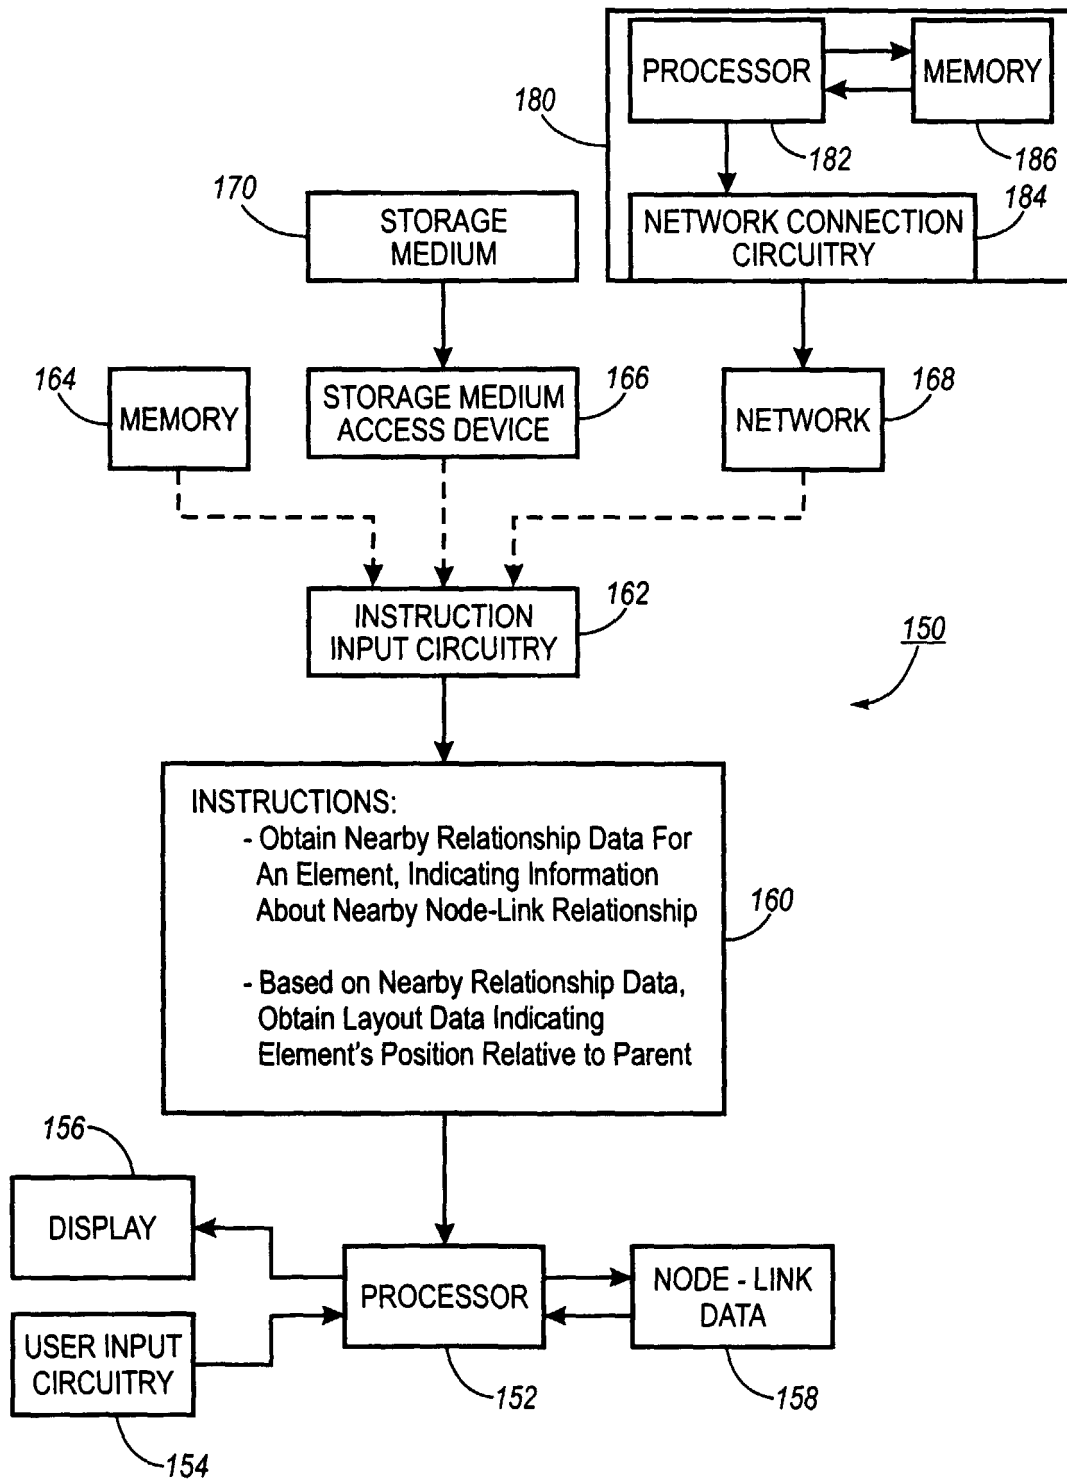 PROCESSOR
MEMORY
180
182
186
170
STORAGE
MEDIUM
NETWORK CONNECTION
CIRCUITRY
184
164
MEMORY
STORAGE MEDIUM
ACCESS DEVICE
166
NETWORK
168
INSTRUCTION
INPUT CIRCUITRY
162
150
INSTRUCTIONS:
- Obtain Nearby Relationship Data For
An Element, Indicating Information
About Nearby Node-Link Relationship
- Based on Nearby Relationship Data,
Obtain Layout Data Indicating
Element's Position Relative to Parent
160
156
DISPLAY
PROCESSOR
NODE - LINK
DATA
USER INPUT
CIRCUITRY
152
158
154